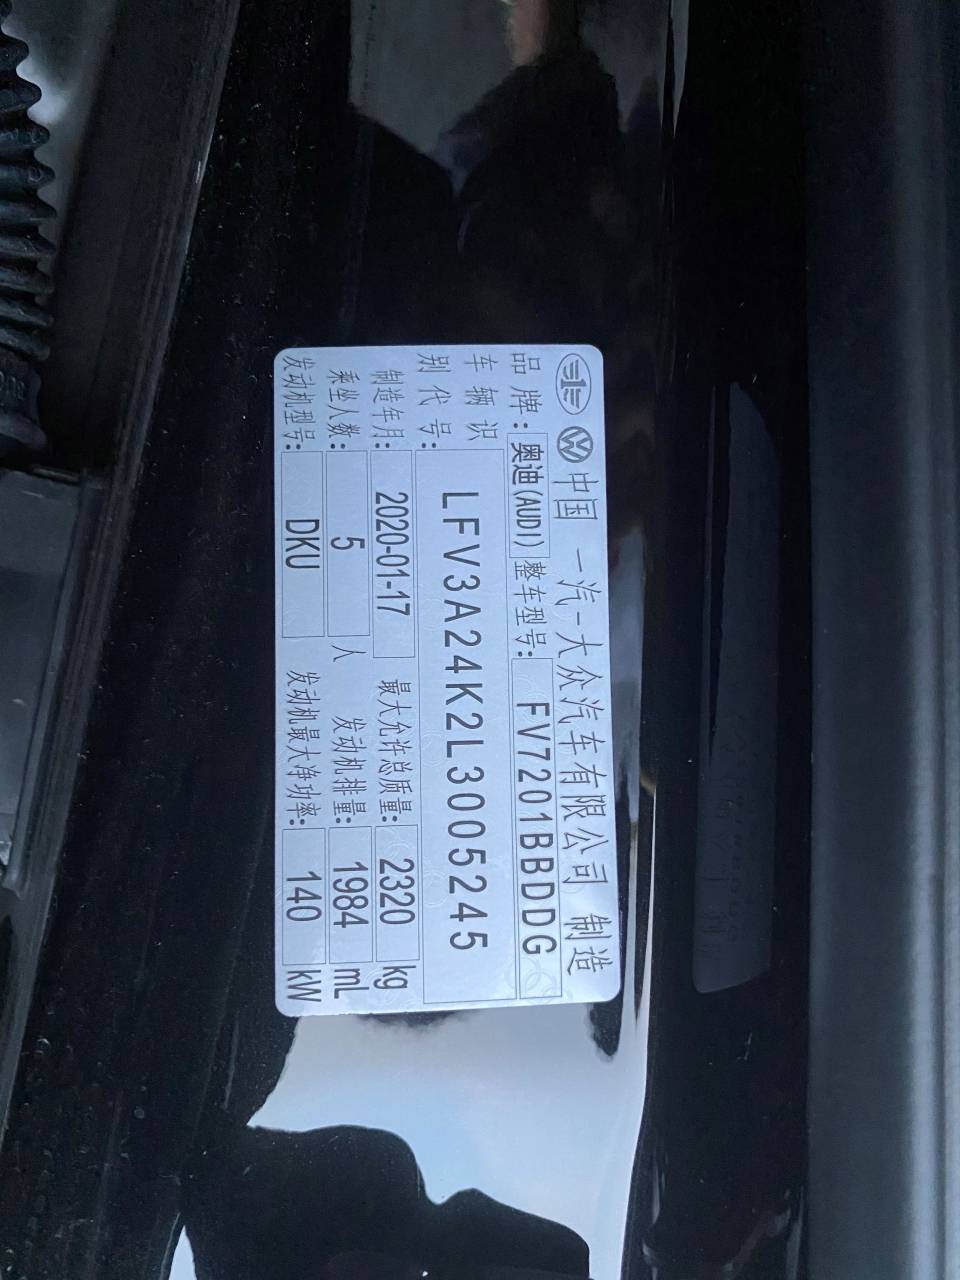 中国 一汽-大众汽车有限公司 制造
品牌: 奥迪(AUDI) 整车型号: FV7201BBDDG
车辆识别代号: LFV3A24K2L3005245
制造年月: 2020-01-17 最大允许总质量: 2320 kg
乘坐人数: 5 人 发动机排量: 1984 mL
发动机型号: DKU 发动机最大净功率: 140 kW